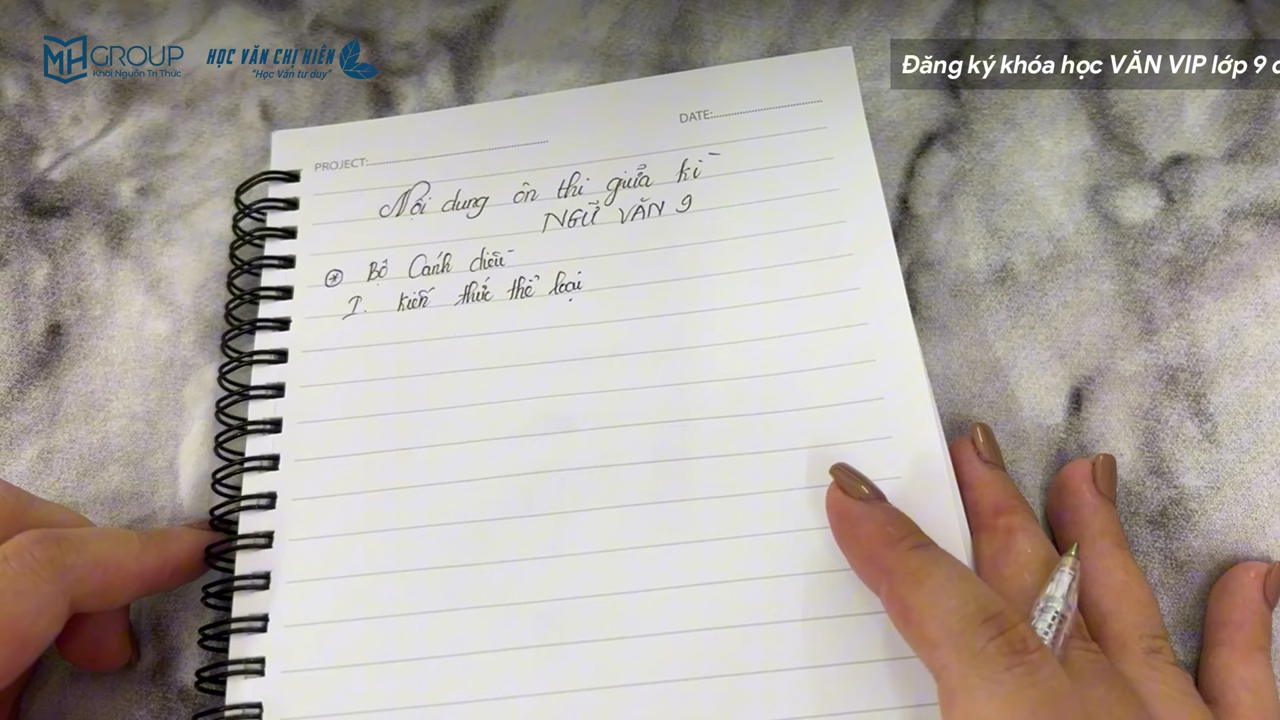 MH GROUP
Khơi Nguồn Tri Thức
HỌC VĂN CHỊ HIÊN
"Học Văn tư duy"
Đăng ký khóa học VĂN VIP lớp 9
DATE:
PROJECT:
Nội dung ôn thi giữa kì
NGỮ VĂN 9
Bộ Cánh diều
I. kiến thức thể loại